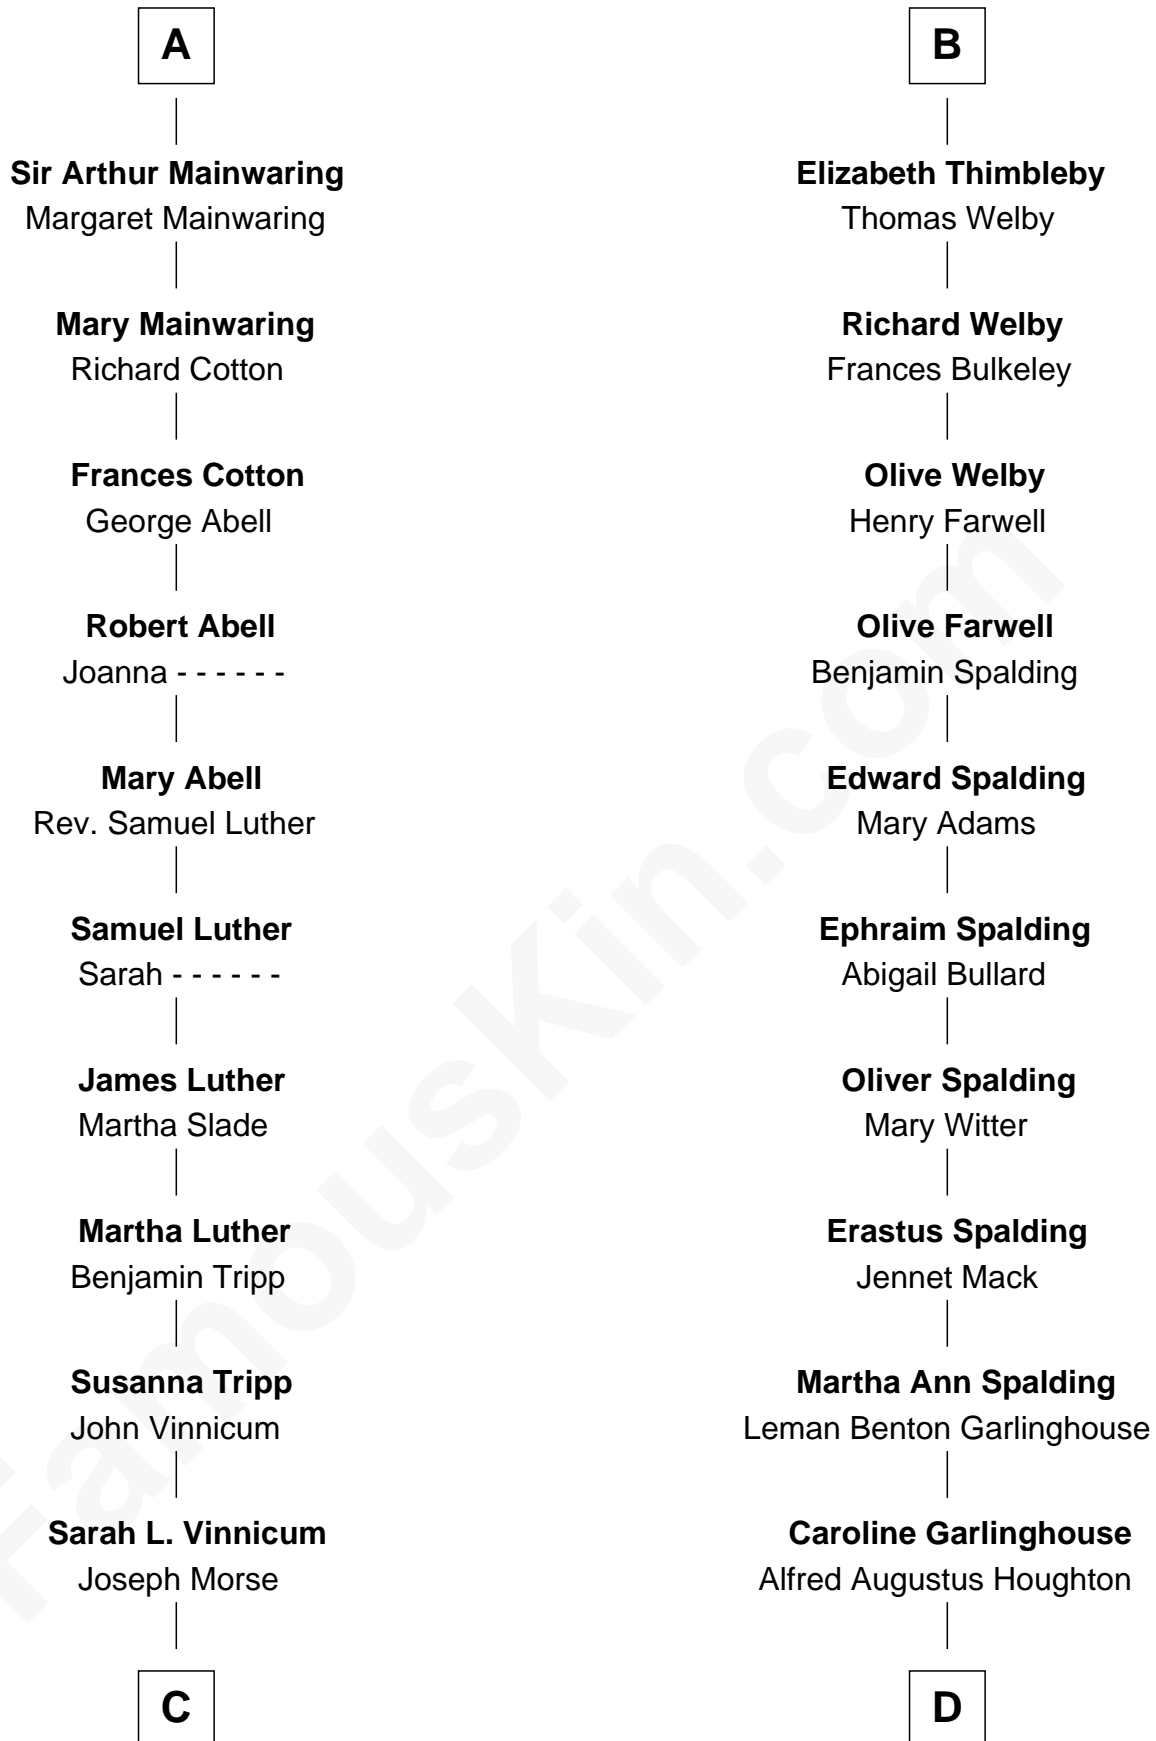 A
Sir Arthur Mainwaring
Margaret Mainwaring
Mary Mainwaring
Richard Cotton
Frances Cotton
George Abell
Robert Abell
Joanna - - - - - -
Mary Abell
Rev. Samuel Luther
Samuel Luther
Sarah - - - - - -
James Luther
Martha Slade
Martha Luther
Benjamin Tripp
Susanna Tripp
John Vinnicum
Sarah L. Vinnicum
Joseph Morse
C
B
Elizabeth Thimbleby
Thomas Welby
Richard Welby
Frances Bulkeley
Olive Welby
Henry Farwell
Olive Farwell
Benjamin Spalding
Edward Spalding
Mary Adams
Ephraim Spalding
Abigail Bullard
Oliver Spalding
Mary Witter
Erastus Spalding
Jennet Mack
Martha Ann Spalding
Leman Benton Garlinghouse
Caroline Garlinghouse
Alfred Augustus Houghton
D
FamousKin.com